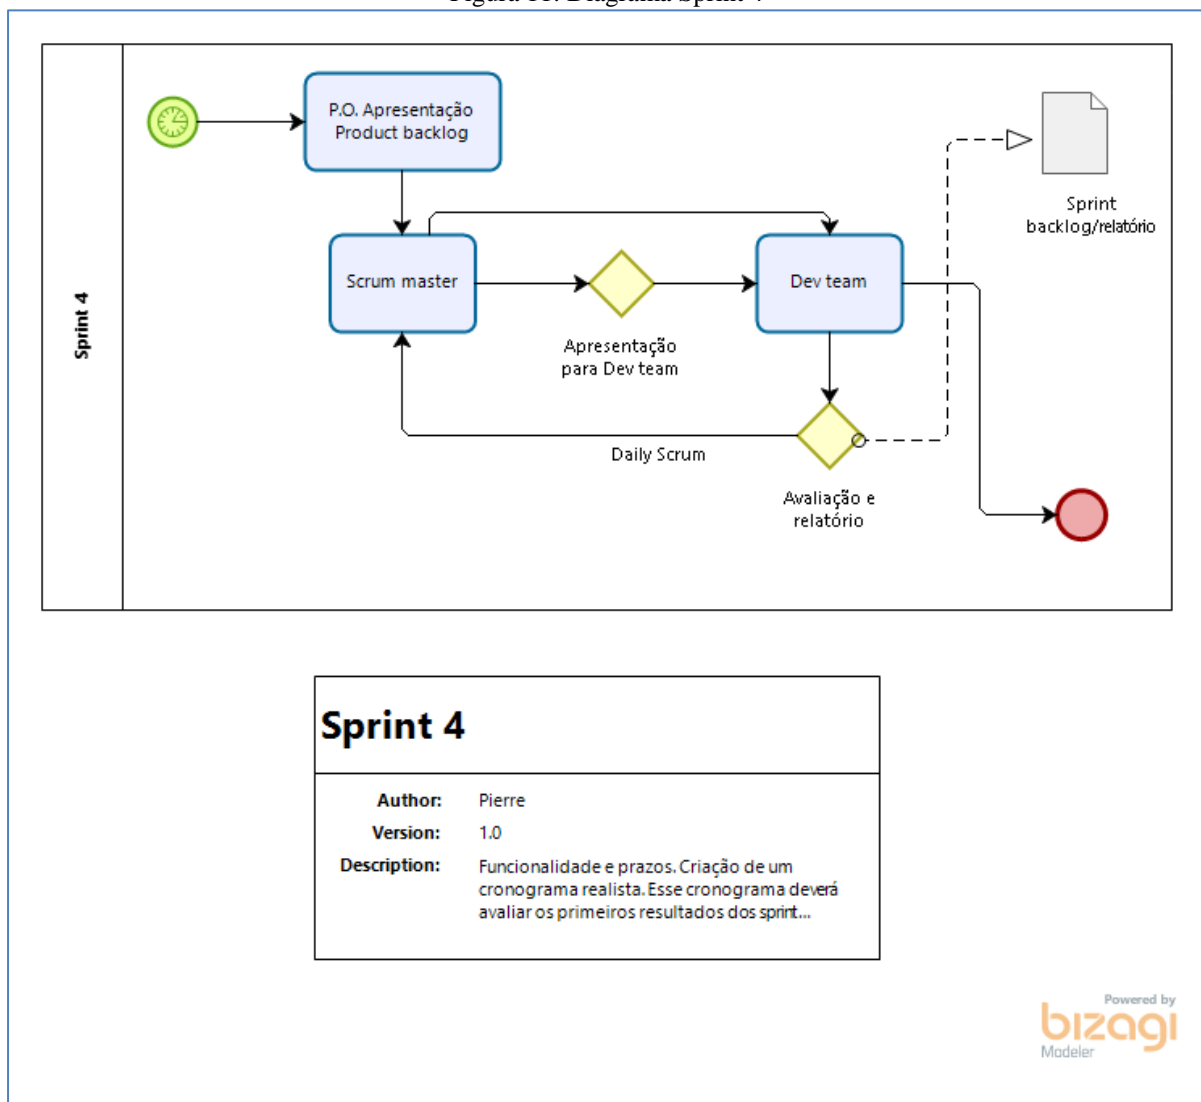 P.O. Apresentação
Product backlog
Sprint
backlog/relatório
Scrum master
Dev team
Sprint 4
Apresentação
para Dev team
Daily Scrum
Avaliação e
relatório
Sprint 4
Author: Pierre
Version: 1.0
Description: Funcionalidade e prazos. Criação de um
cronograma realista. Esse cronograma deverá
avaliar os primeiros resultados dos sprint...
Powered by
bizagi
Modeler